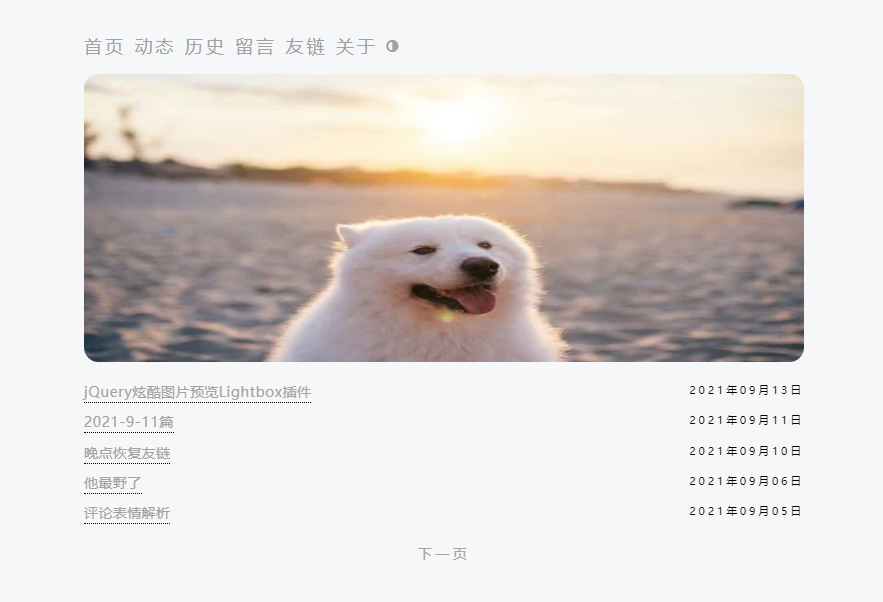 首页 动态 历史 留言 友链 关于
jQuery炫酷图片预览Lightbox插件 2021年09月13日
2021-9-11篇 2021年09月11日
晚点恢复友链 2021年09月10日
他最野了 2021年09月06日
评论表情解析 2021年09月05日
下一页